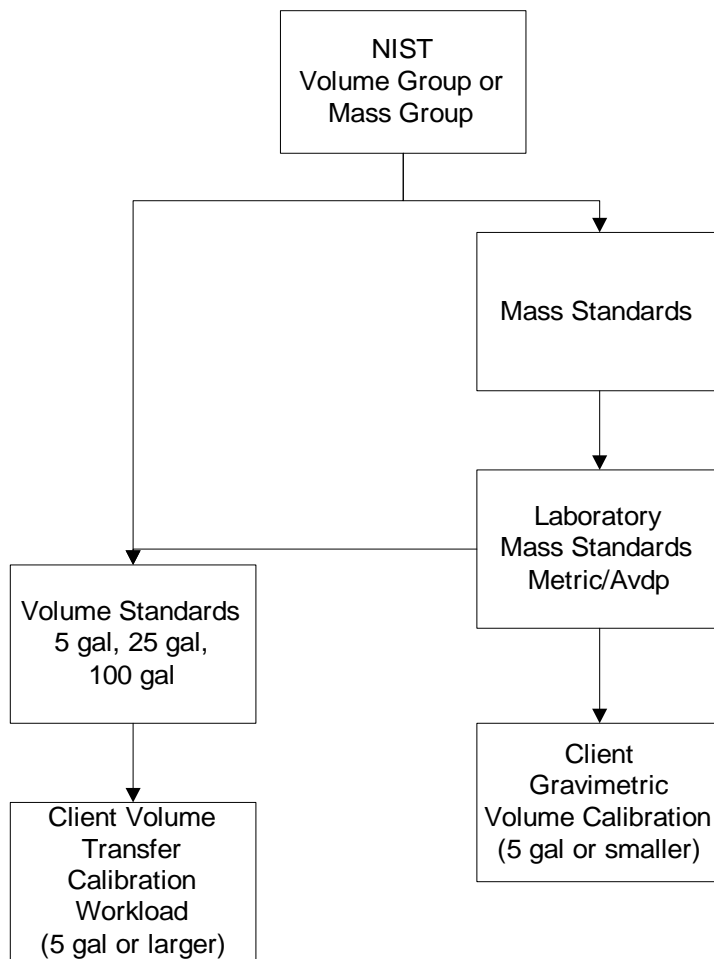 NIST
Volume Group or
Mass Group
Mass Standards
Laboratory
Mass Standards
Metric/Avdp
Volume Standards
5 gal, 25 gal,
100 gal
Client
Gravimetric
Volume Calibration
(5 gal or smaller)
Client Volume
Transfer
Calibration
Workload
(5 gal or larger)